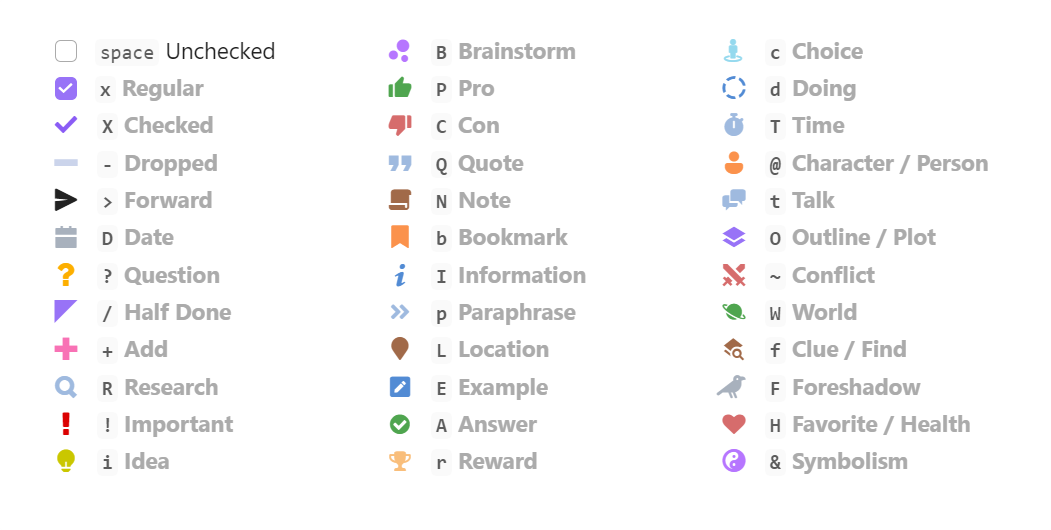 space Unchecked
x Regular
X Checked
- Dropped
> Forward
D Date
? Question
/ Half Done
+ Add
R Research
! Important
i Idea
B Brainstorm
P Pro
C Con
Q Quote
N Note
b Bookmark
I Information
p Paraphrase
L Location
E Example
A Answer
r Reward
c Choice
d Doing
T Time
@ Character / Person
t Talk
O Outline / Plot
~ Conflict
W World
f Clue / Find
F Foreshadow
H Favorite / Health
& Symbolism